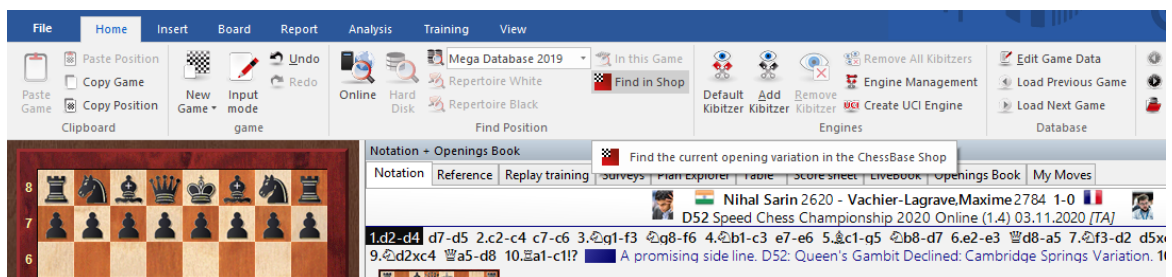 File Home Insert Board Report Analysis Training View
Paste Game
Paste Position
Copy Game
Copy Position
Clipboard
New Game
Input mode
Undo
Redo
game
Online
Hard Disk
Mega Database 2019
Repertoire White
Repertoire Black
In this Game
Find in Shop
Find Position
Default Kibitzer
Add Kibitzer
Remove Kibitzer
Remove All Kibitzers
Engine Management
UCI Create UCI Engine
Engines
Edit Game Data
Load Previous Game
Load Next Game
Database
Notation + Openings Book
Find the current opening variation in the ChessBase Shop
Notation Reference Replay training Surveys Plan Explorer Table Score sheet LiveBook Openings Book My Moves
Nihal Sarin 2620 - Vachier-Lagrave,Maxime 2784 1-0
D52 Speed Chess Championship 2020 Online (1.4) 03.11.2020 [TA]
1.d2-d4 d7-d5 2.c2-c4 c7-c6 3.♘g1-f3 ♘g8-f6 4.♘b1-c3 e7-e6 5.♗c1-g5 ♘b8-d7 6.e2-e3 ♕d8-a5 7.♘f3-d2
9.♘d2xc4 ♕a5-d8 10.♖a1-c1!? A promising side line. D52: Queen's Gambit Declined: Cambridge Springs Variation.
8
7
6